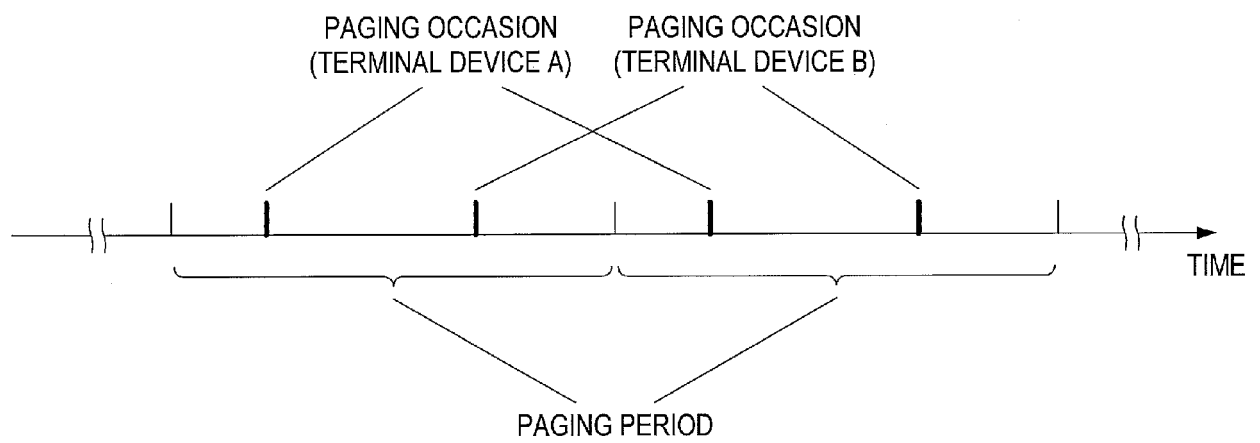 PAGING OCCASION
(TERMINAL DEVICE A)
PAGING OCCASION
(TERMINAL DEVICE B)
TIME
PAGING PERIOD